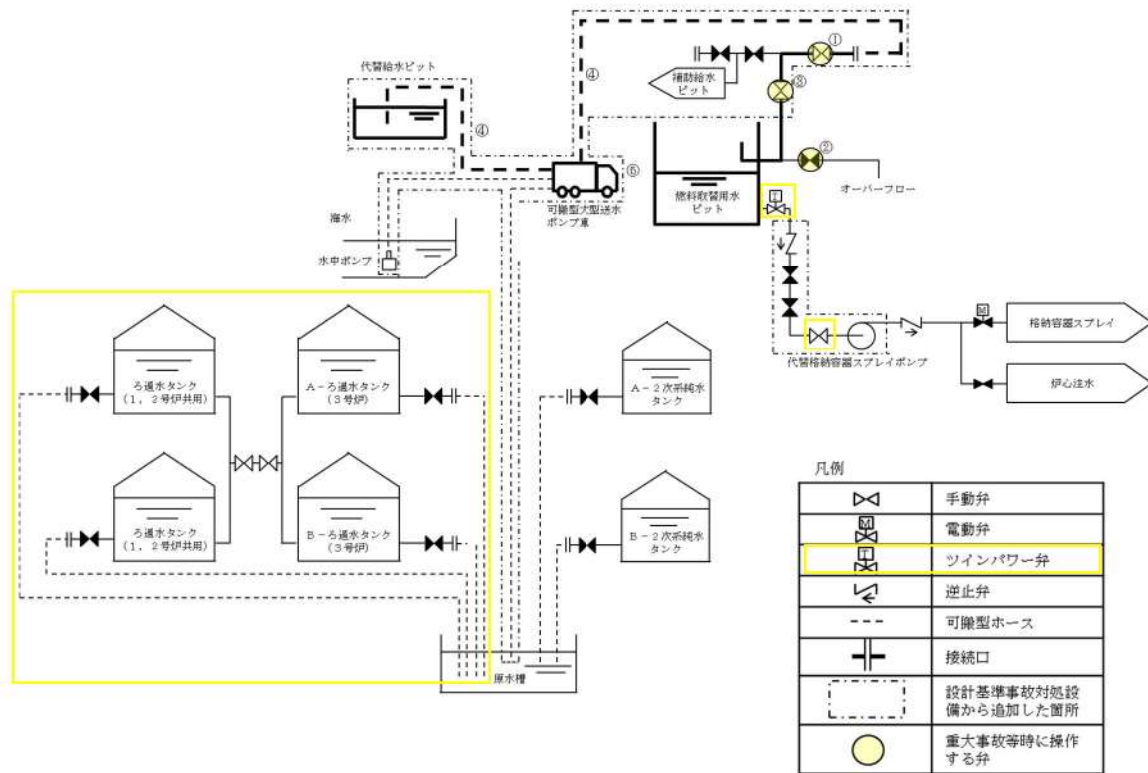 代替給水ピット
④
④
①
補助給水
ピット
③
②
オーバーフロー
⑤
可搬型大型送水
ポンプ車
燃料取替用水
ピット
T
海水
水中ポンプ
代替格納容器スプレイポンプ
M
格納容器スプレイ
炉心注水
ろ過水タンク
(1,2号炉共用)
A-ろ過水タンク
(3号炉)
A-2次系純水
タンク
ろ過水タンク
(1,2号炉共用)
B-ろ過水タンク
(3号炉)
B-2次系純水
タンク
原水槽
凡例
手動弁
M
電動弁
T
ツインパワー弁
逆止弁
可搬型ホース
接続口
設計基準事故対処設
備から追加した箇所
重大事故等時に操作
する弁